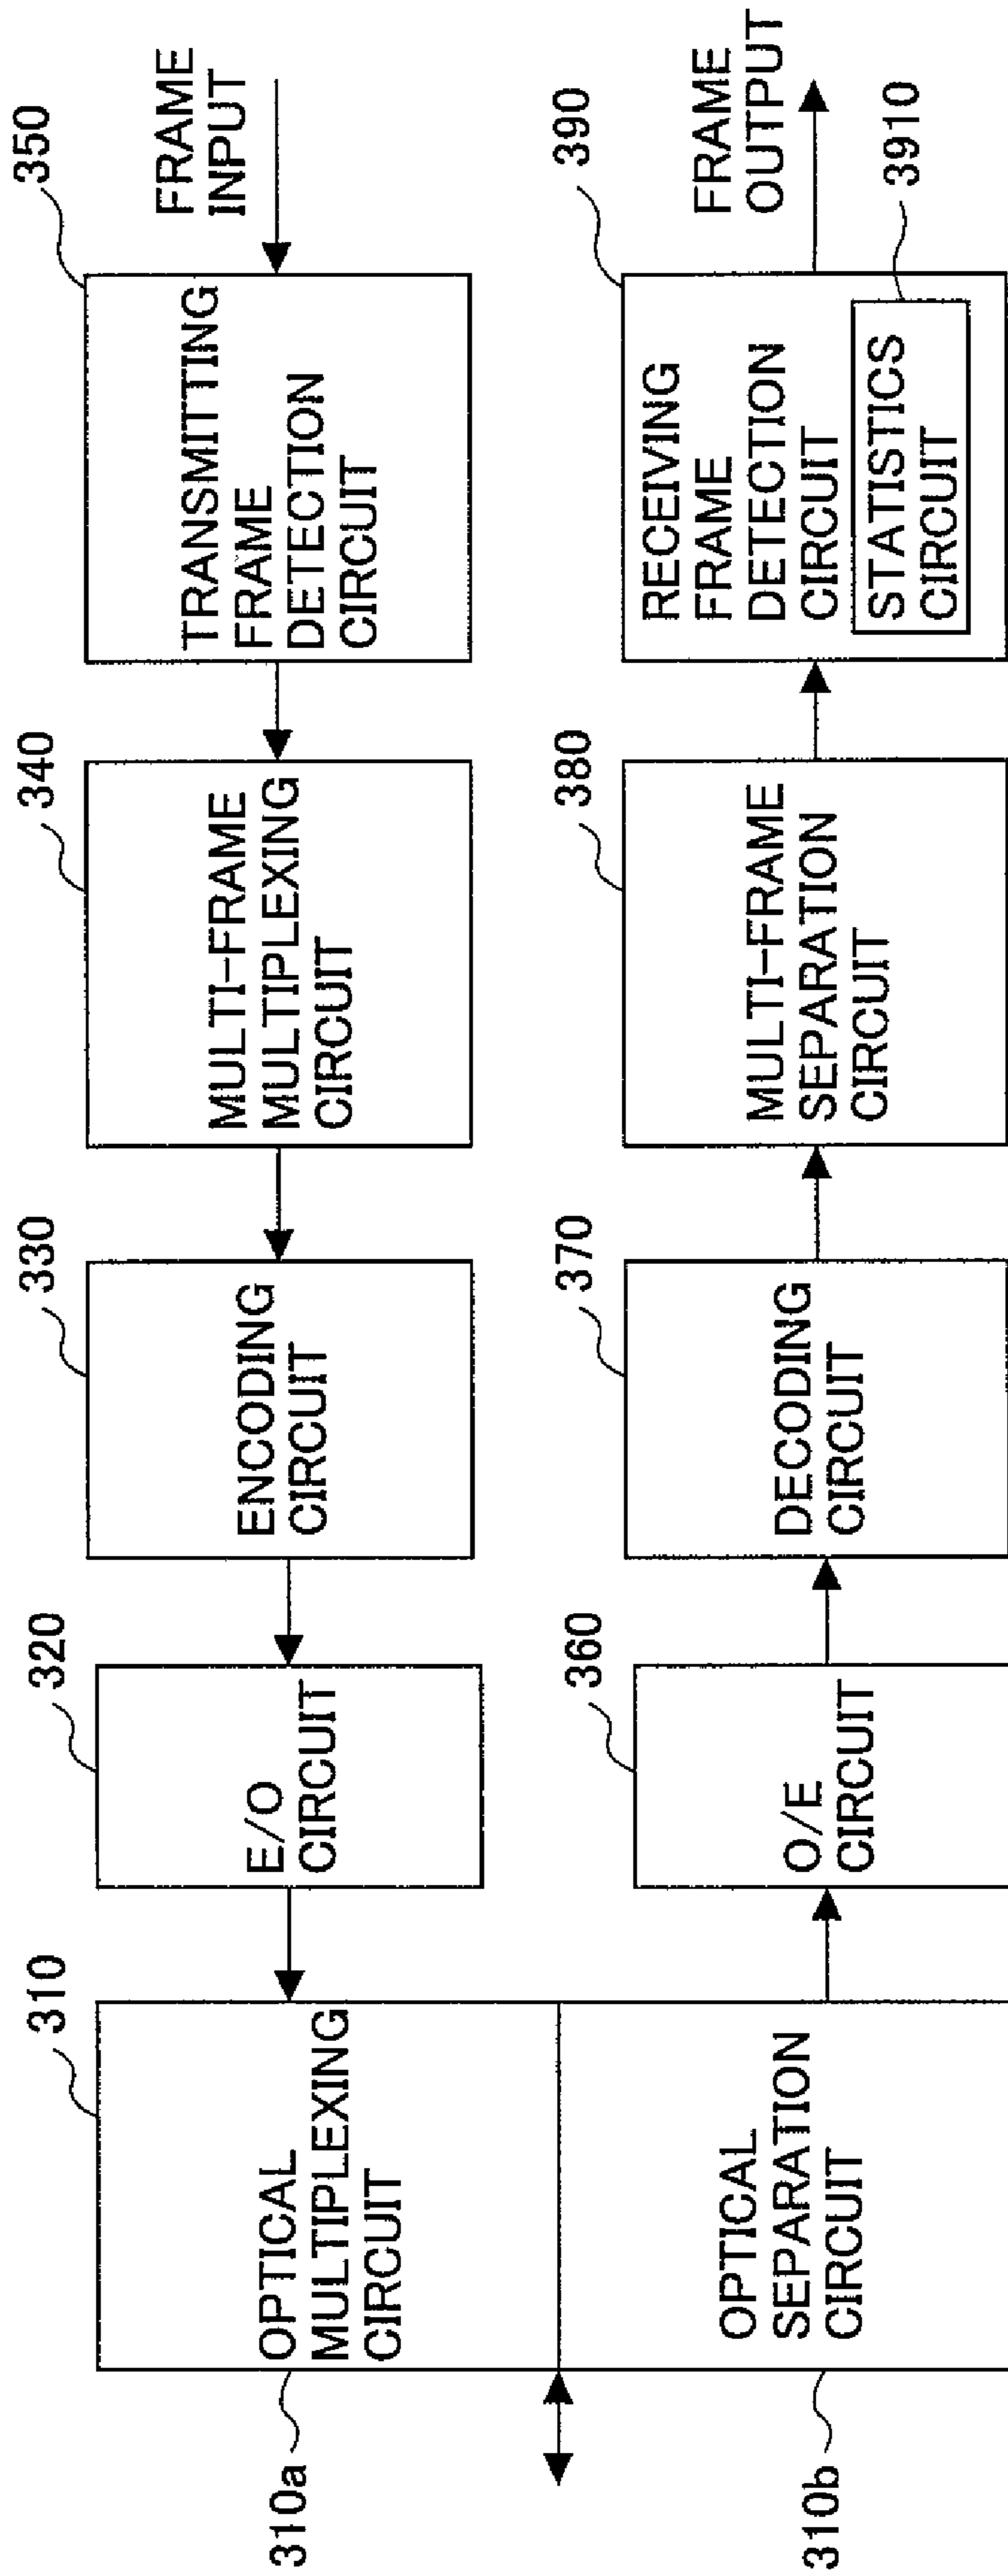 310
320
330
340
350
OPTICAL
MULTIPLEXING
CIRCUIT
E/O
CIRCUIT
ENCODING
CIRCUIT
MULTI-FRAME
MULTIPLEXING
CIRCUIT
TRANSMITTING
FRAME
DETECTION
CIRCUIT
FRAME
INPUT
310a
360
370
380
390
OPTICAL
SEPARATION
CIRCUIT
O/E
CIRCUIT
DECODING
CIRCUIT
MULTI-FRAME
SEPARATION
CIRCUIT
RECEIVING
FRAME
DETECTION
CIRCUIT
STATISTICS
CIRCUIT
FRAME
OUTPUT
3910
310b